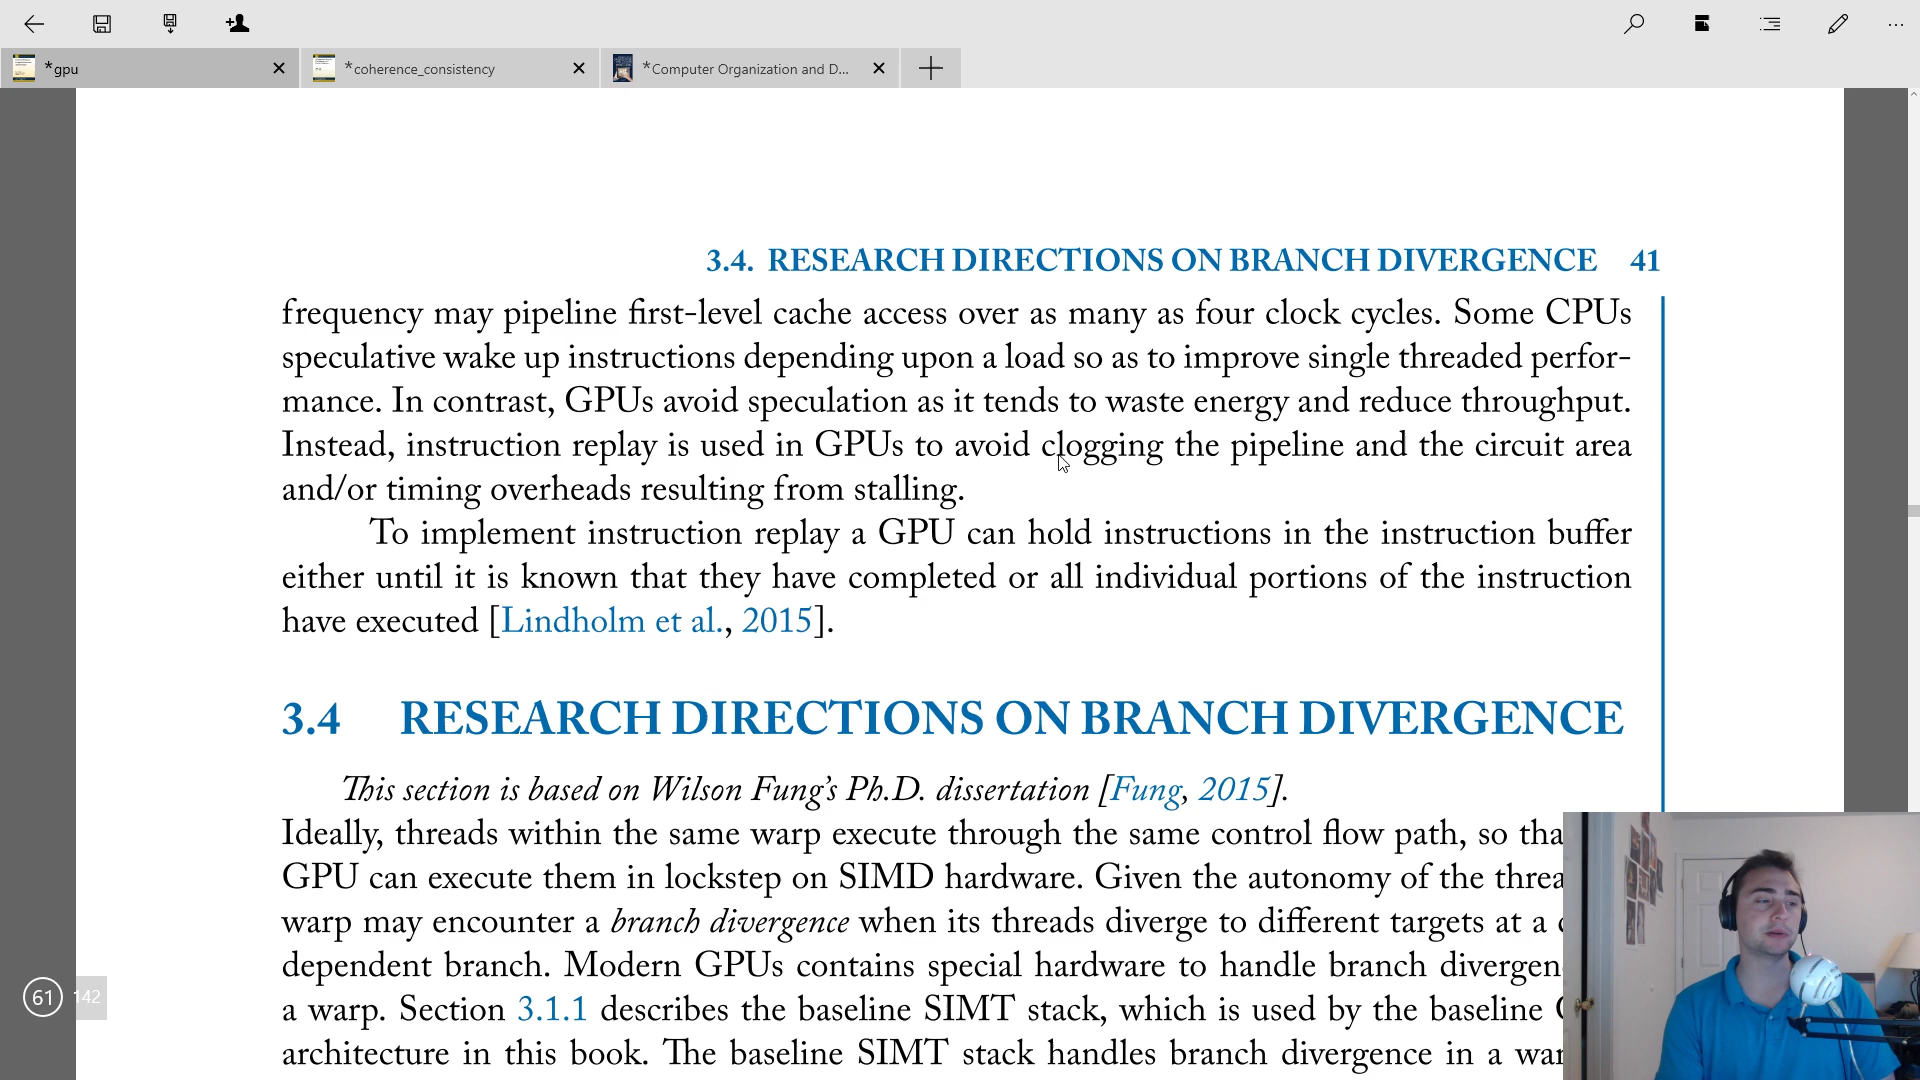 *gpu
*coherence_consistency
*Computer Organization and D...
3.4. RESEARCH DIRECTIONS ON BRANCH DIVERGENCE 41
frequency may pipeline first-level cache access over as many as four clock cycles. Some CPUs
speculative wake up instructions depending upon a load so as to improve single threaded perfor-
mance. In contrast, GPUs avoid speculation as it tends to waste energy and reduce throughput.
Instead, instruction replay is used in GPUs to avoid clogging the pipeline and the circuit area
and/or timing overheads resulting from stalling.
To implement instruction replay a GPU can hold instructions in the instruction buffer
either until it is known that they have completed or all individual portions of the instruction
have executed [Lindholm et al., 2015].
3.4 RESEARCH DIRECTIONS ON BRANCH DIVERGENCE
This section is based on Wilson Fung's Ph.D. dissertation [Fung, 2015].
Ideally, threads within the same warp execute through the same control flow path, so tha
GPU can execute them in lockstep on SIMD hardware. Given the autonomy of the threa
warp may encounter a branch divergence when its threads diverge to different targets at a
dependent branch. Modern GPUs contains special hardware to handle branch divergen
a warp. Section 3.1.1 describes the baseline SIMT stack, which is used by the baseline
architecture in this book. The baseline SIMT stack handles branch divergence in a war
61 142